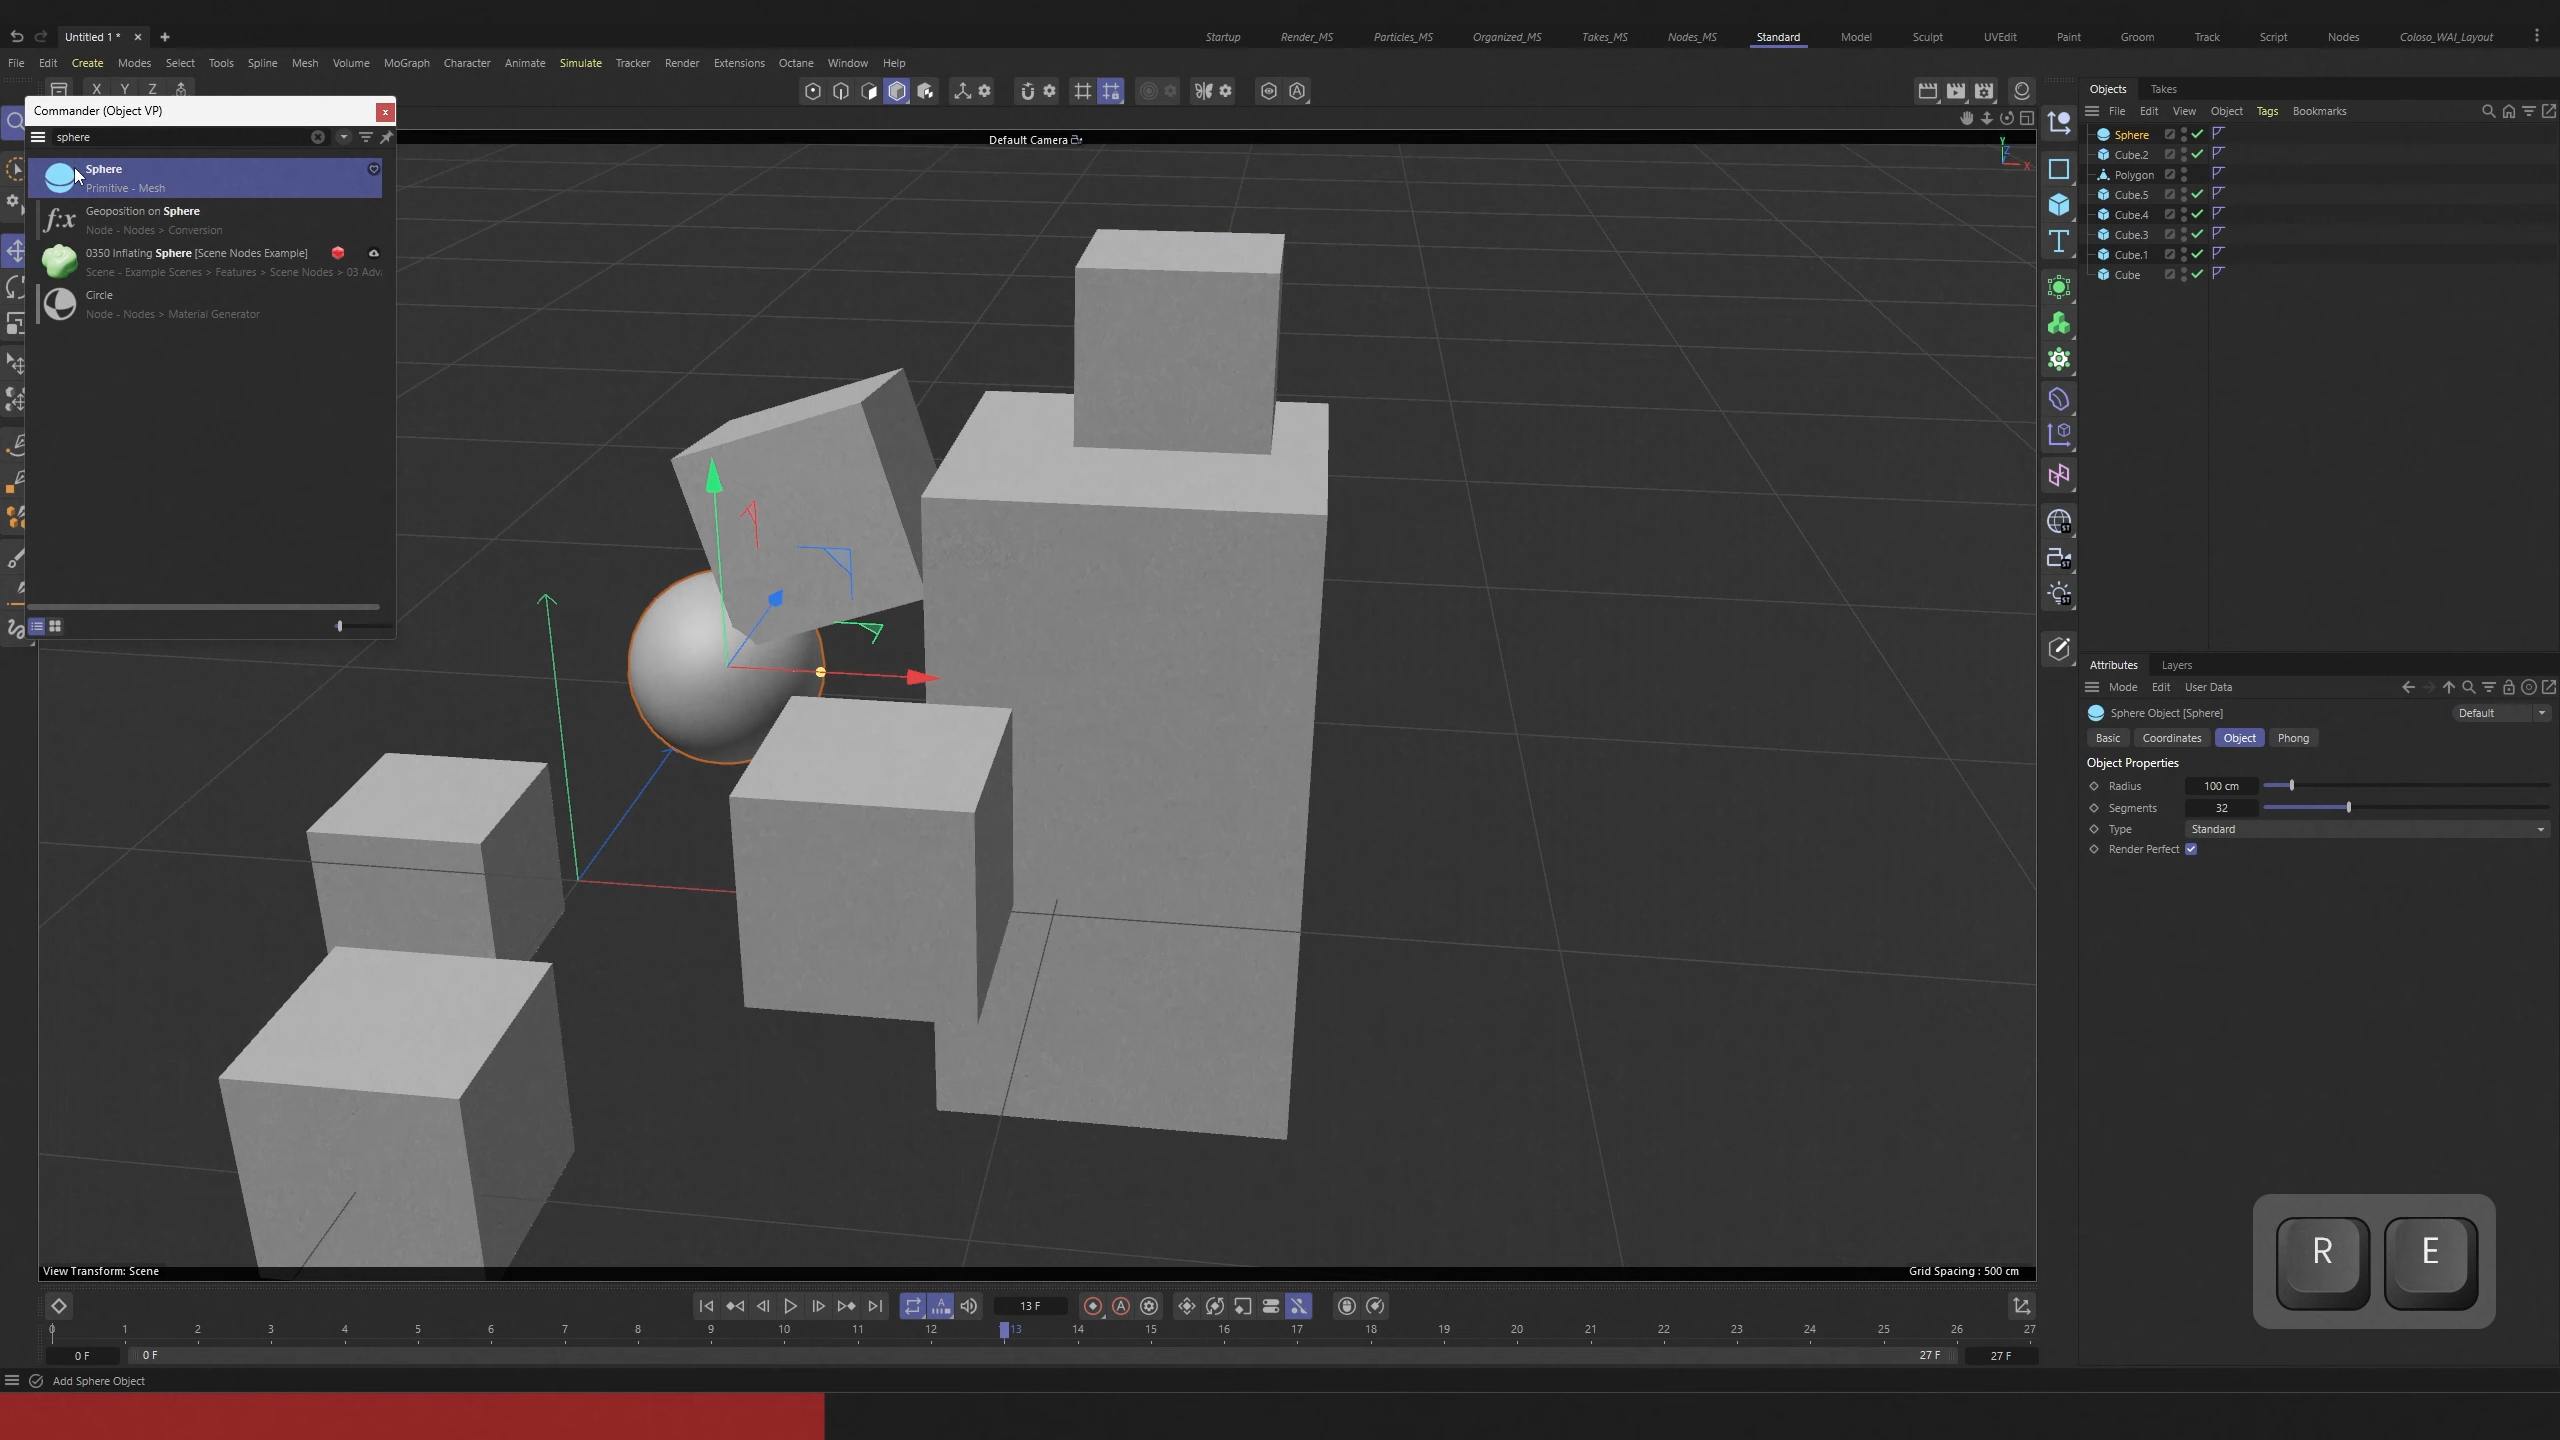 Untitled 1 *
Startup Render_MS Particles_MS Organized_MS Takes_MS Nodes_MS Standard Model Sculpt UVEdit Paint Groom Track Script Nodes Coloso_WAI_Layout
File Edit Create Modes Select Tools Spline Mesh Volume MoGraph Character Animate Simulate Tracker Render Extensions Octane Window Help
X Y Z
Commander (Object VP)
sphere
Sphere
Primitive - Mesh
Geoposition on Sphere
Node - Nodes > Conversion
0350 Inflating Sphere [Scene Nodes Example]
Scene - Example Scenes > Features > Scene Nodes > 03 Adv
Circle
Node - Nodes > Material Generator
Default Camera
Y
Z
X
Objects Takes
File Edit View Object Tags Bookmarks
Sphere
Cube.2
Polygon
Cube.5
Cube.4
Cube.3
Cube.1
Cube
Attributes Layers
Mode Edit User Data
Sphere Object [Sphere] Default
Basic Coordinates Object Phong
Object Properties
Radius 100 cm
Segments 32
Type Standard
Render Perfect
R E
View Transform: Scene
Grid Spacing : 500 cm
13 F
0 1 2 3 4 5 6 7 8 9 10 11 12 13 14 15 16 17 18 19 20 21 22 23 24 25 26 27
0 F 0 F 27 F 27 F
Add Sphere Object